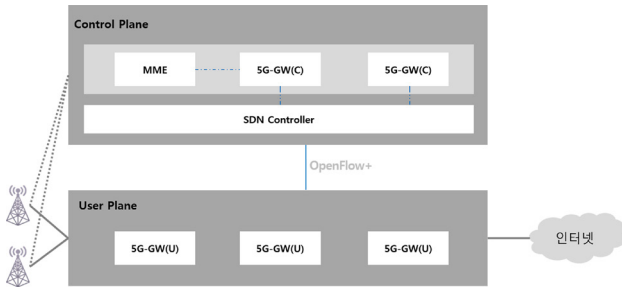 Control Plane
MME
5G-GW(C)
5G-GW(C)
SDN Controller
OpenFlow+
User Plane
5G-GW(U)
5G-GW(U)
5G-GW(U)
인터넷